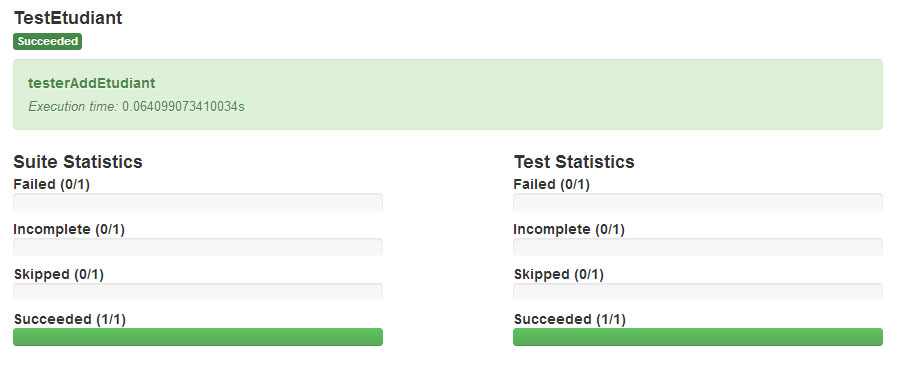 TestEtudiant
Succeeded
testerAddEtudiant
Execution time: 0.064099073410034s
Suite Statistics
Failed (0/1)
Incomplete (0/1)
Skipped (0/1)
Succeeded (1/1)
Test Statistics
Failed (0/1)
Incomplete (0/1)
Skipped (0/1)
Succeeded (1/1)